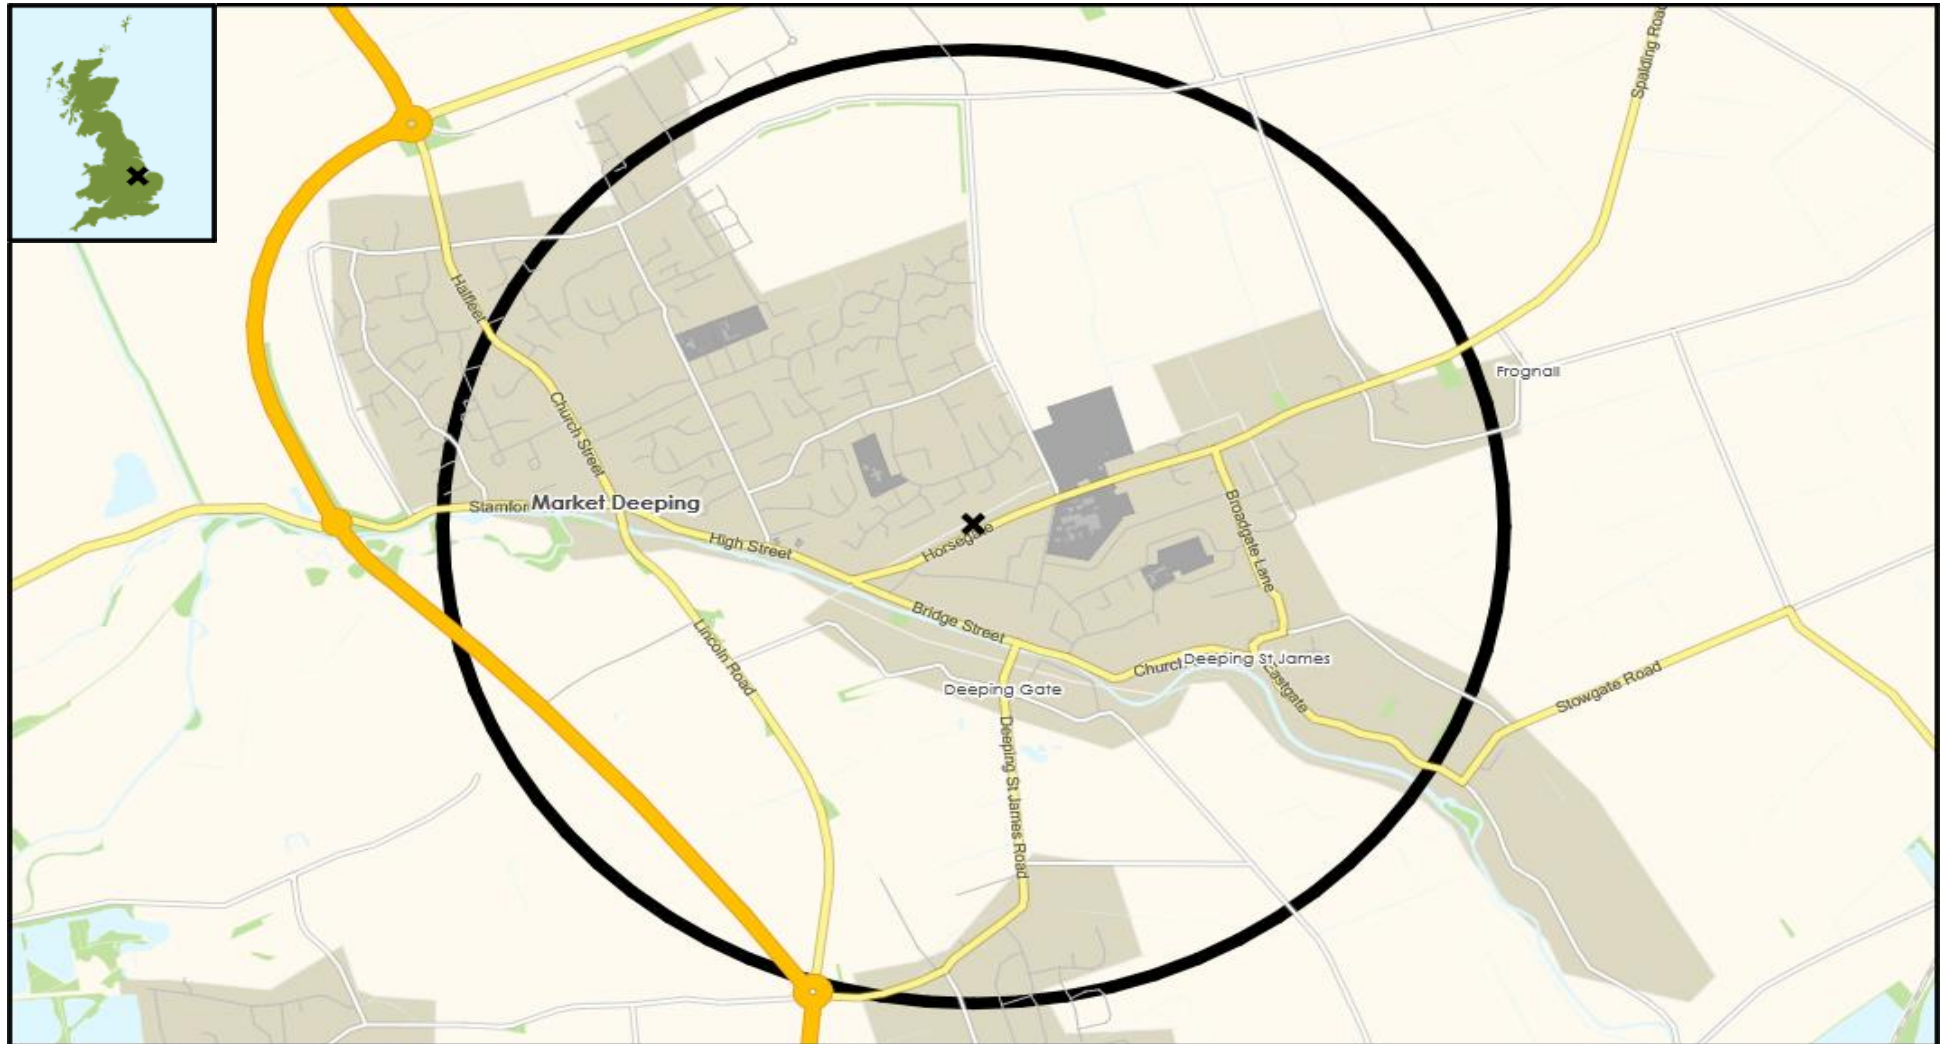 Spalding Road
Halfleet
Frognall
Church Street
Stamfor
Market Deeping
High Street
Horsegate
Broadgate Lane
Bridge Street
Lincoln Road
Church
Deeping St James
Eastgate
Deeping Gate
Stowgate Road
Deeping St James Road